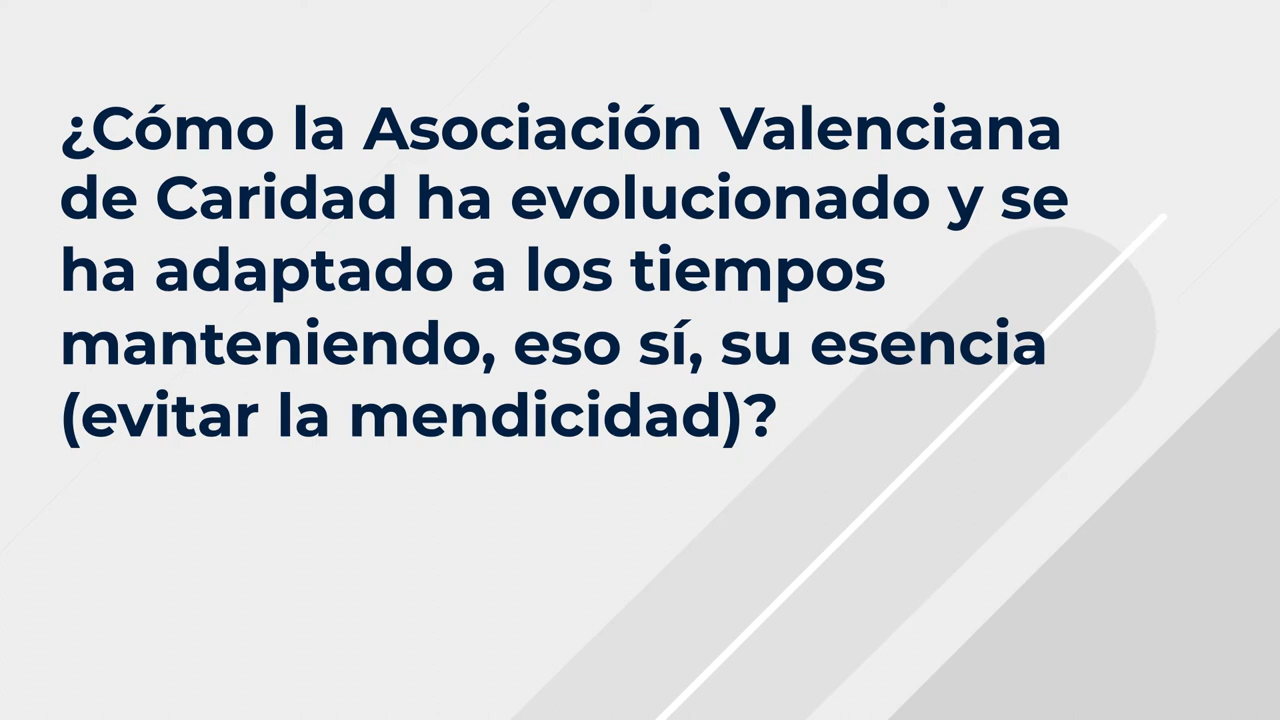 ¿Cómo la Asociación Valenciana
de Caridad ha evolucionado y se
ha adaptado a los tiempos
manteniendo, eso sí, su esencia
(evitar la mendicidad)?